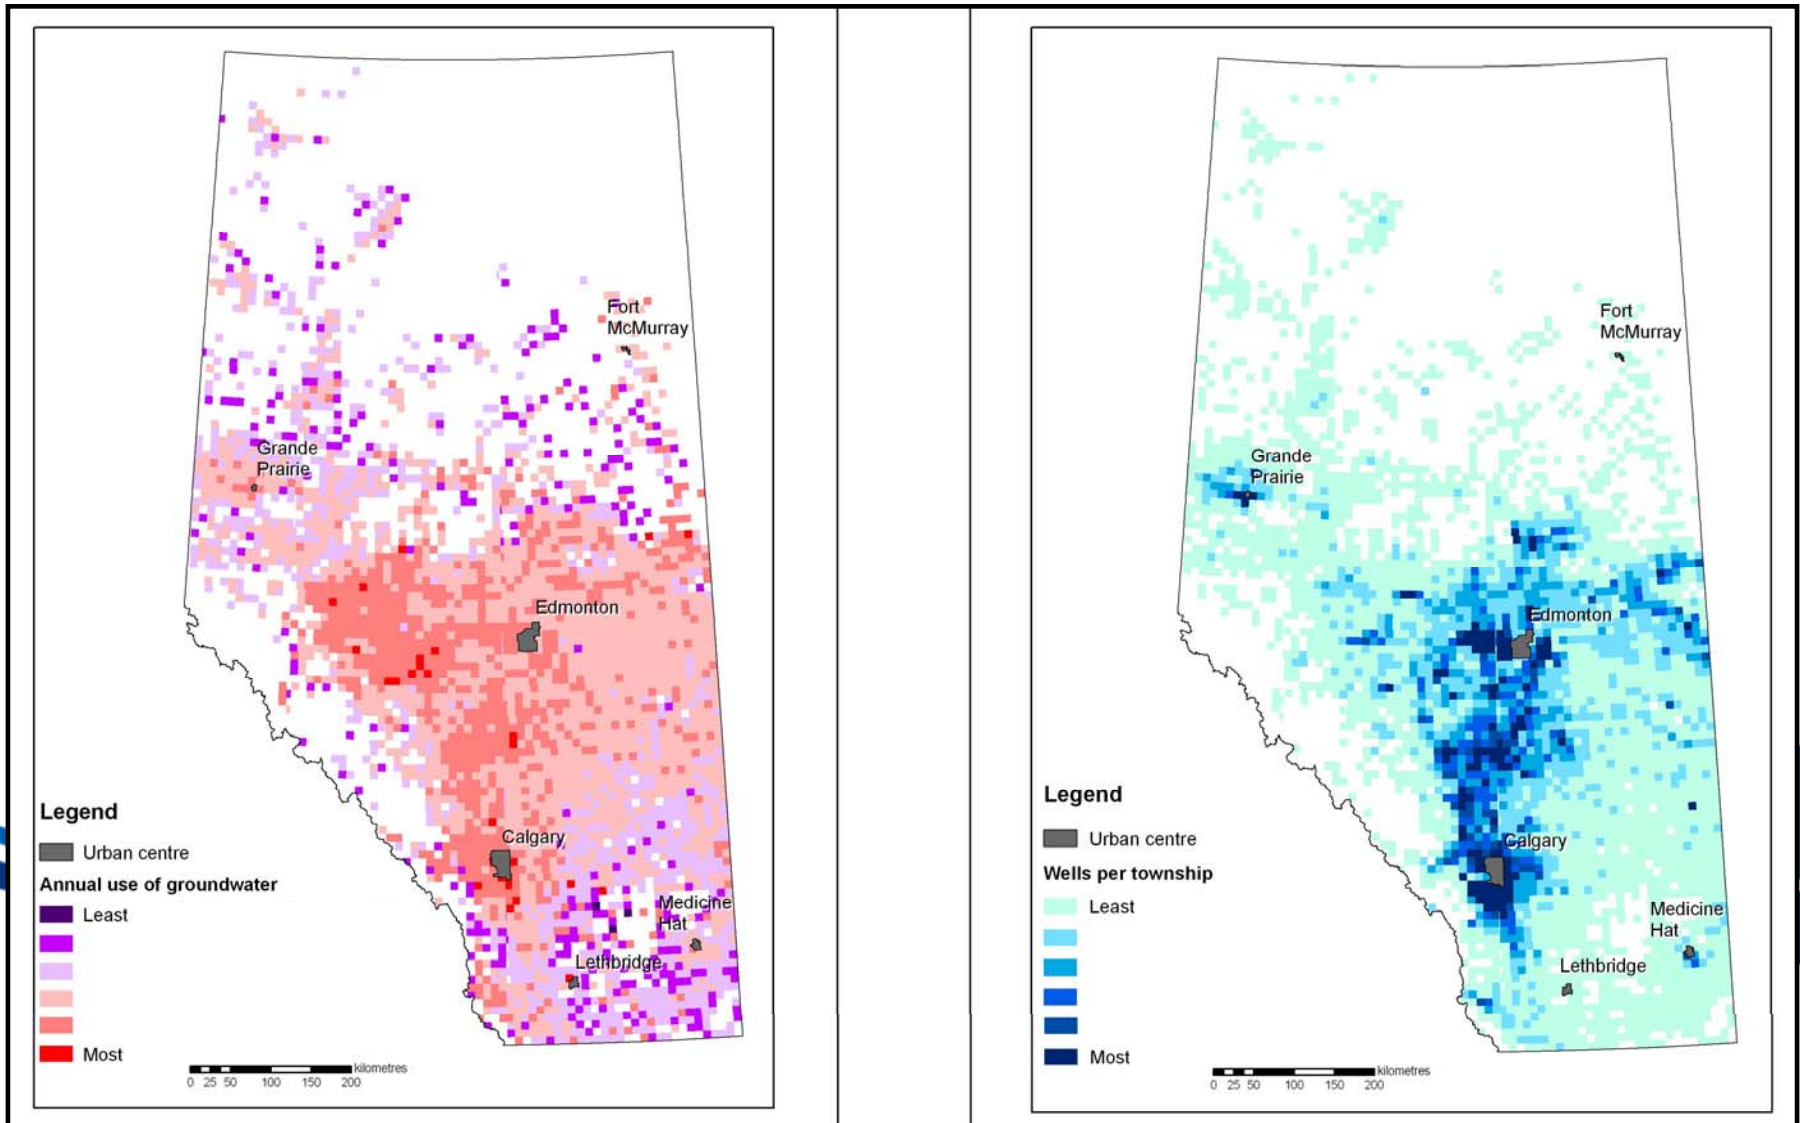 Fort
McMurray
Grande
Prairie
Edmonton
Calgary
Medicine
Hat
Lethbridge
Legend
Urban centre
Annual use of groundwater
Least
Most
kilometres
0 25 50 100 150 200
Fort
McMurray
Grande
Prairie
Edmonton
Calgary
Medicine
Hat
Lethbridge
Legend
Urban centre
Wells per township
Least
Most
kilometres
0 25 50 100 150 200